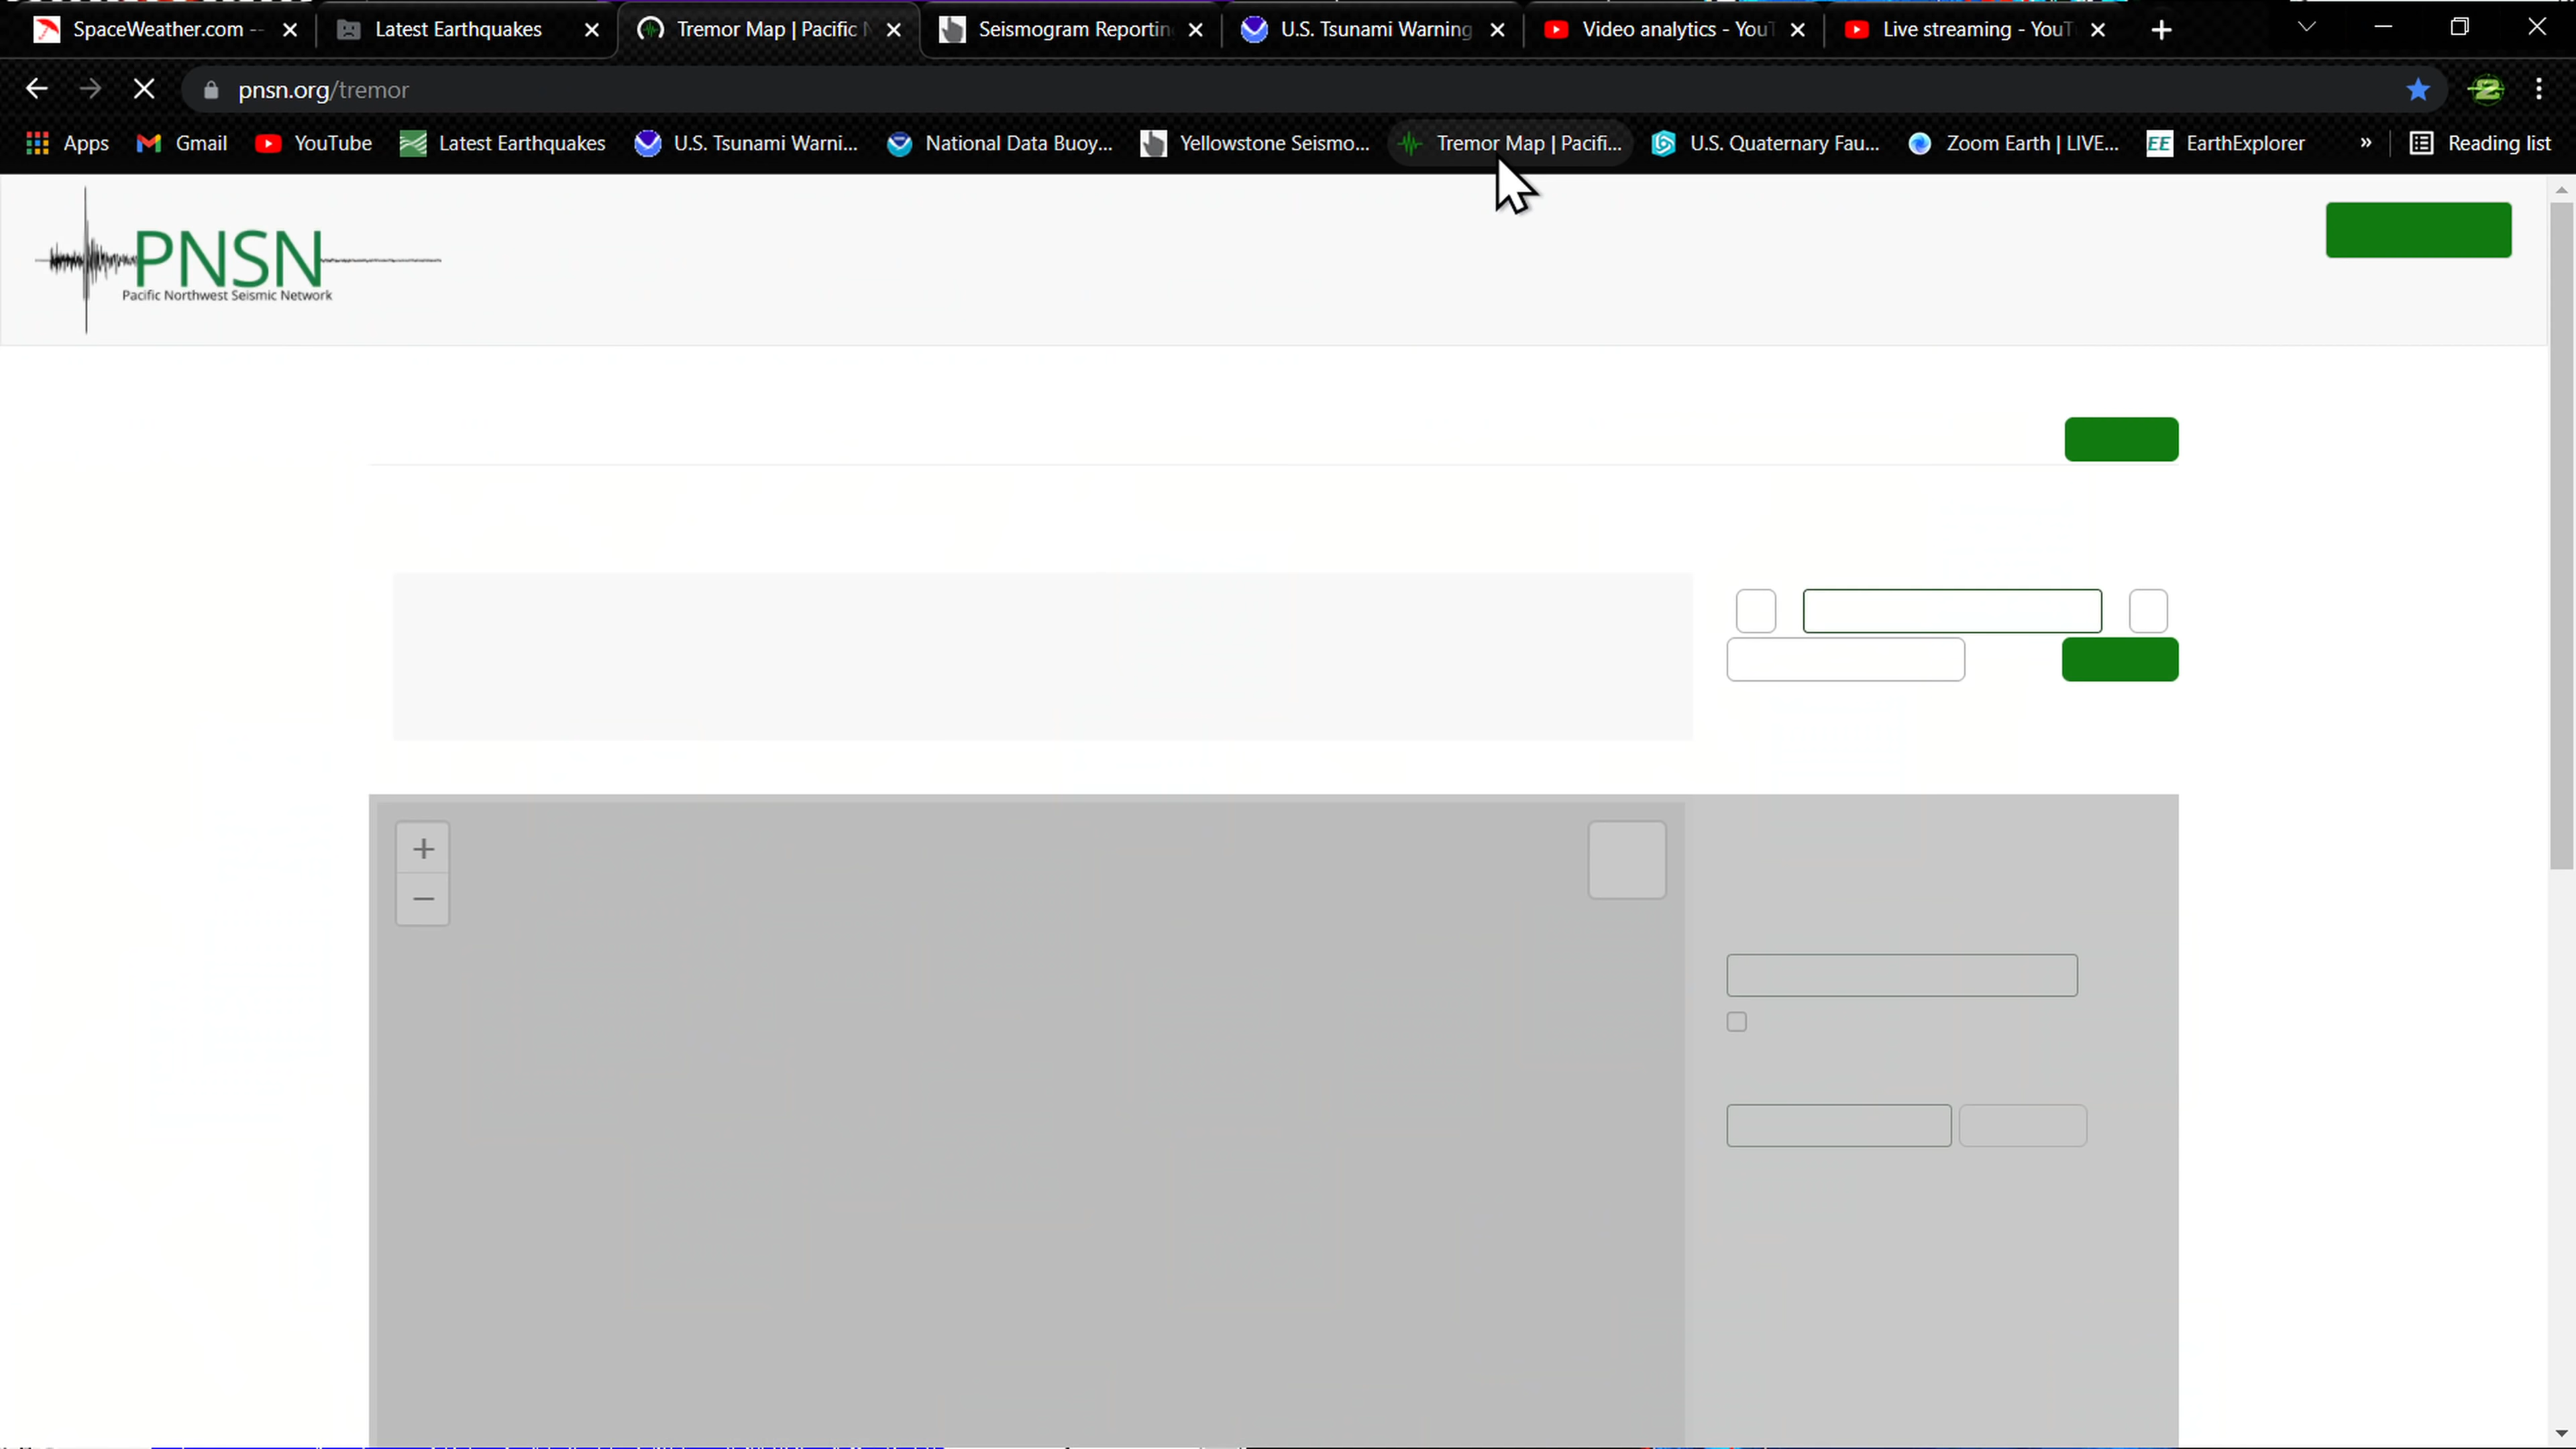 SpaceWeather.com --
Latest Earthquakes
Tremor Map | Pacific N
Seismogram Reportin
U.S. Tsunami Warning
Video analytics - YouT
Live streaming - YouT
pnsn.org/tremor
Apps
Gmail
YouTube
Latest Earthquakes
U.S. Tsunami Warni...
National Data Buoy...
Yellowstone Seismo...
Tremor Map | Pacifi...
U.S. Quaternary Fau...
Zoom Earth | LIVE...
EE
EarthExplorer
»
Reading list
PNSN
Pacific Northwest Seismic Network
+
−